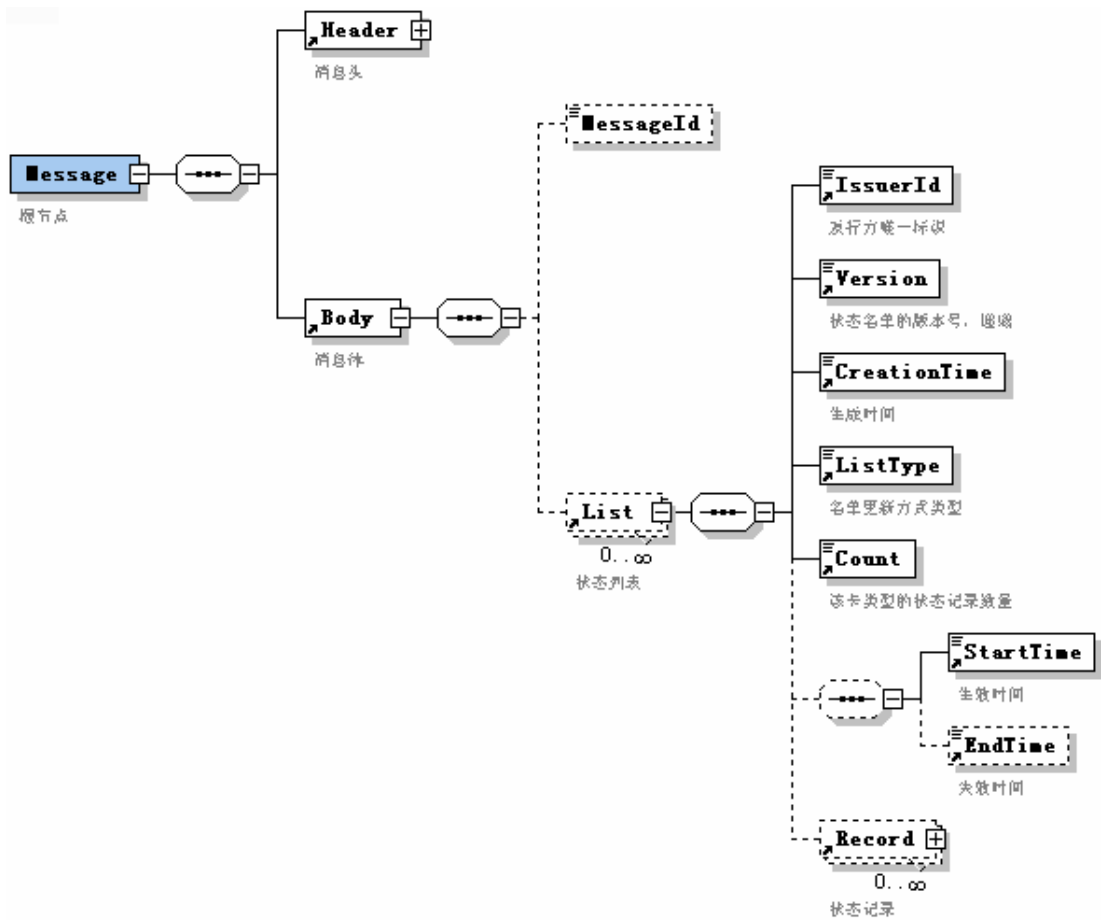 Header
消息头
MessageId
Message
根节点
IssuerId
发行方唯一标识
Version
状态名单的版本号，递增
Body
消息体
CreationTime
生成时间
ListType
名单更新方式类型
List
0..∞
状态列表
Count
该卡类型的状态记录数量
StartTime
生效时间
EndTime
失效时间
Record
0..∞
状态记录